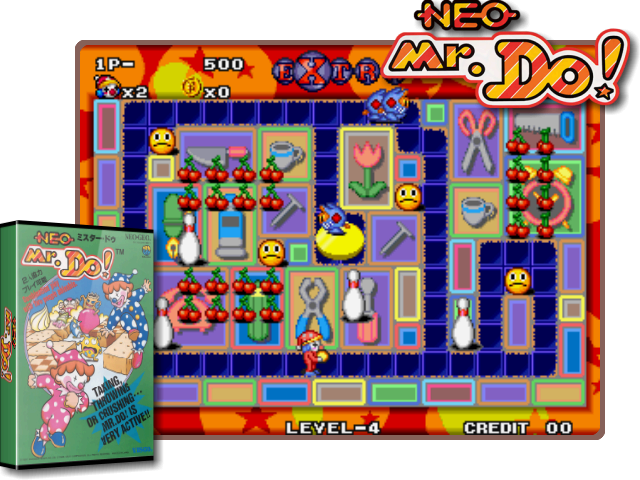 NEO
Mr. Do!
1P- 500
EXTR
x2 x0
NEO ミスター・ドゥ
Mr. Do! TM
TAKING,
THROWING
OR CRUSHING...
MR.DO! IS
VERY ACTIVE!!
LEVEL-4 CREDIT 00